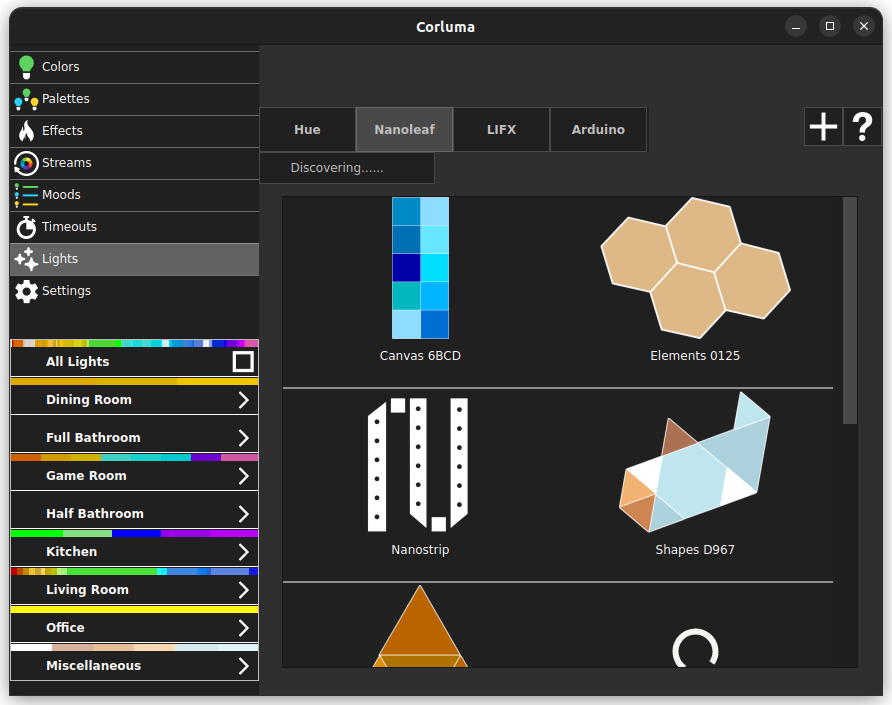 Corluma
Colors
Palettes
Effects
Streams
Moods
Timeouts
Lights
Settings
All Lights
Dining Room
Full Bathroom
Game Room
Half Bathroom
Kitchen
Living Room
Office
Miscellaneous
Hue
Nanoleaf
LIFX
Arduino
?
Discovering......
Canvas 6BCD
Elements 0125
Nanostrip
Shapes D967